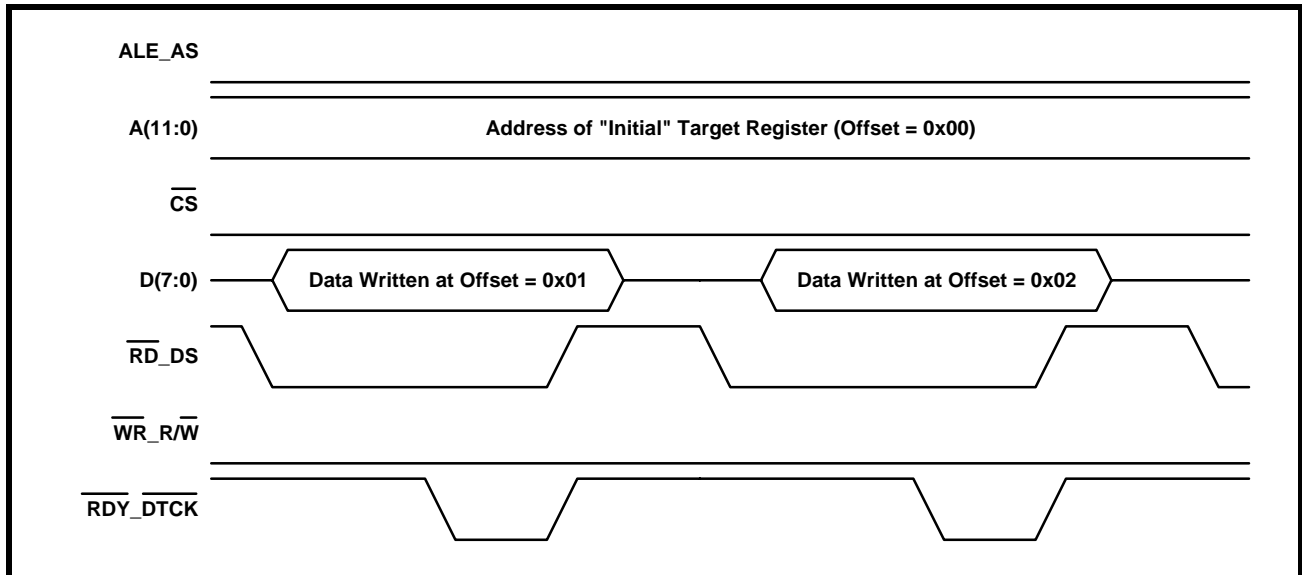 ALE_AS
A(11:0) Address of "Initial" Target Register (Offset = 0x00)
CS
D(7:0) Data Written at Offset = 0x01 Data Written at Offset = 0x02
RD_DS
WR_R/W
RDY_DTCK